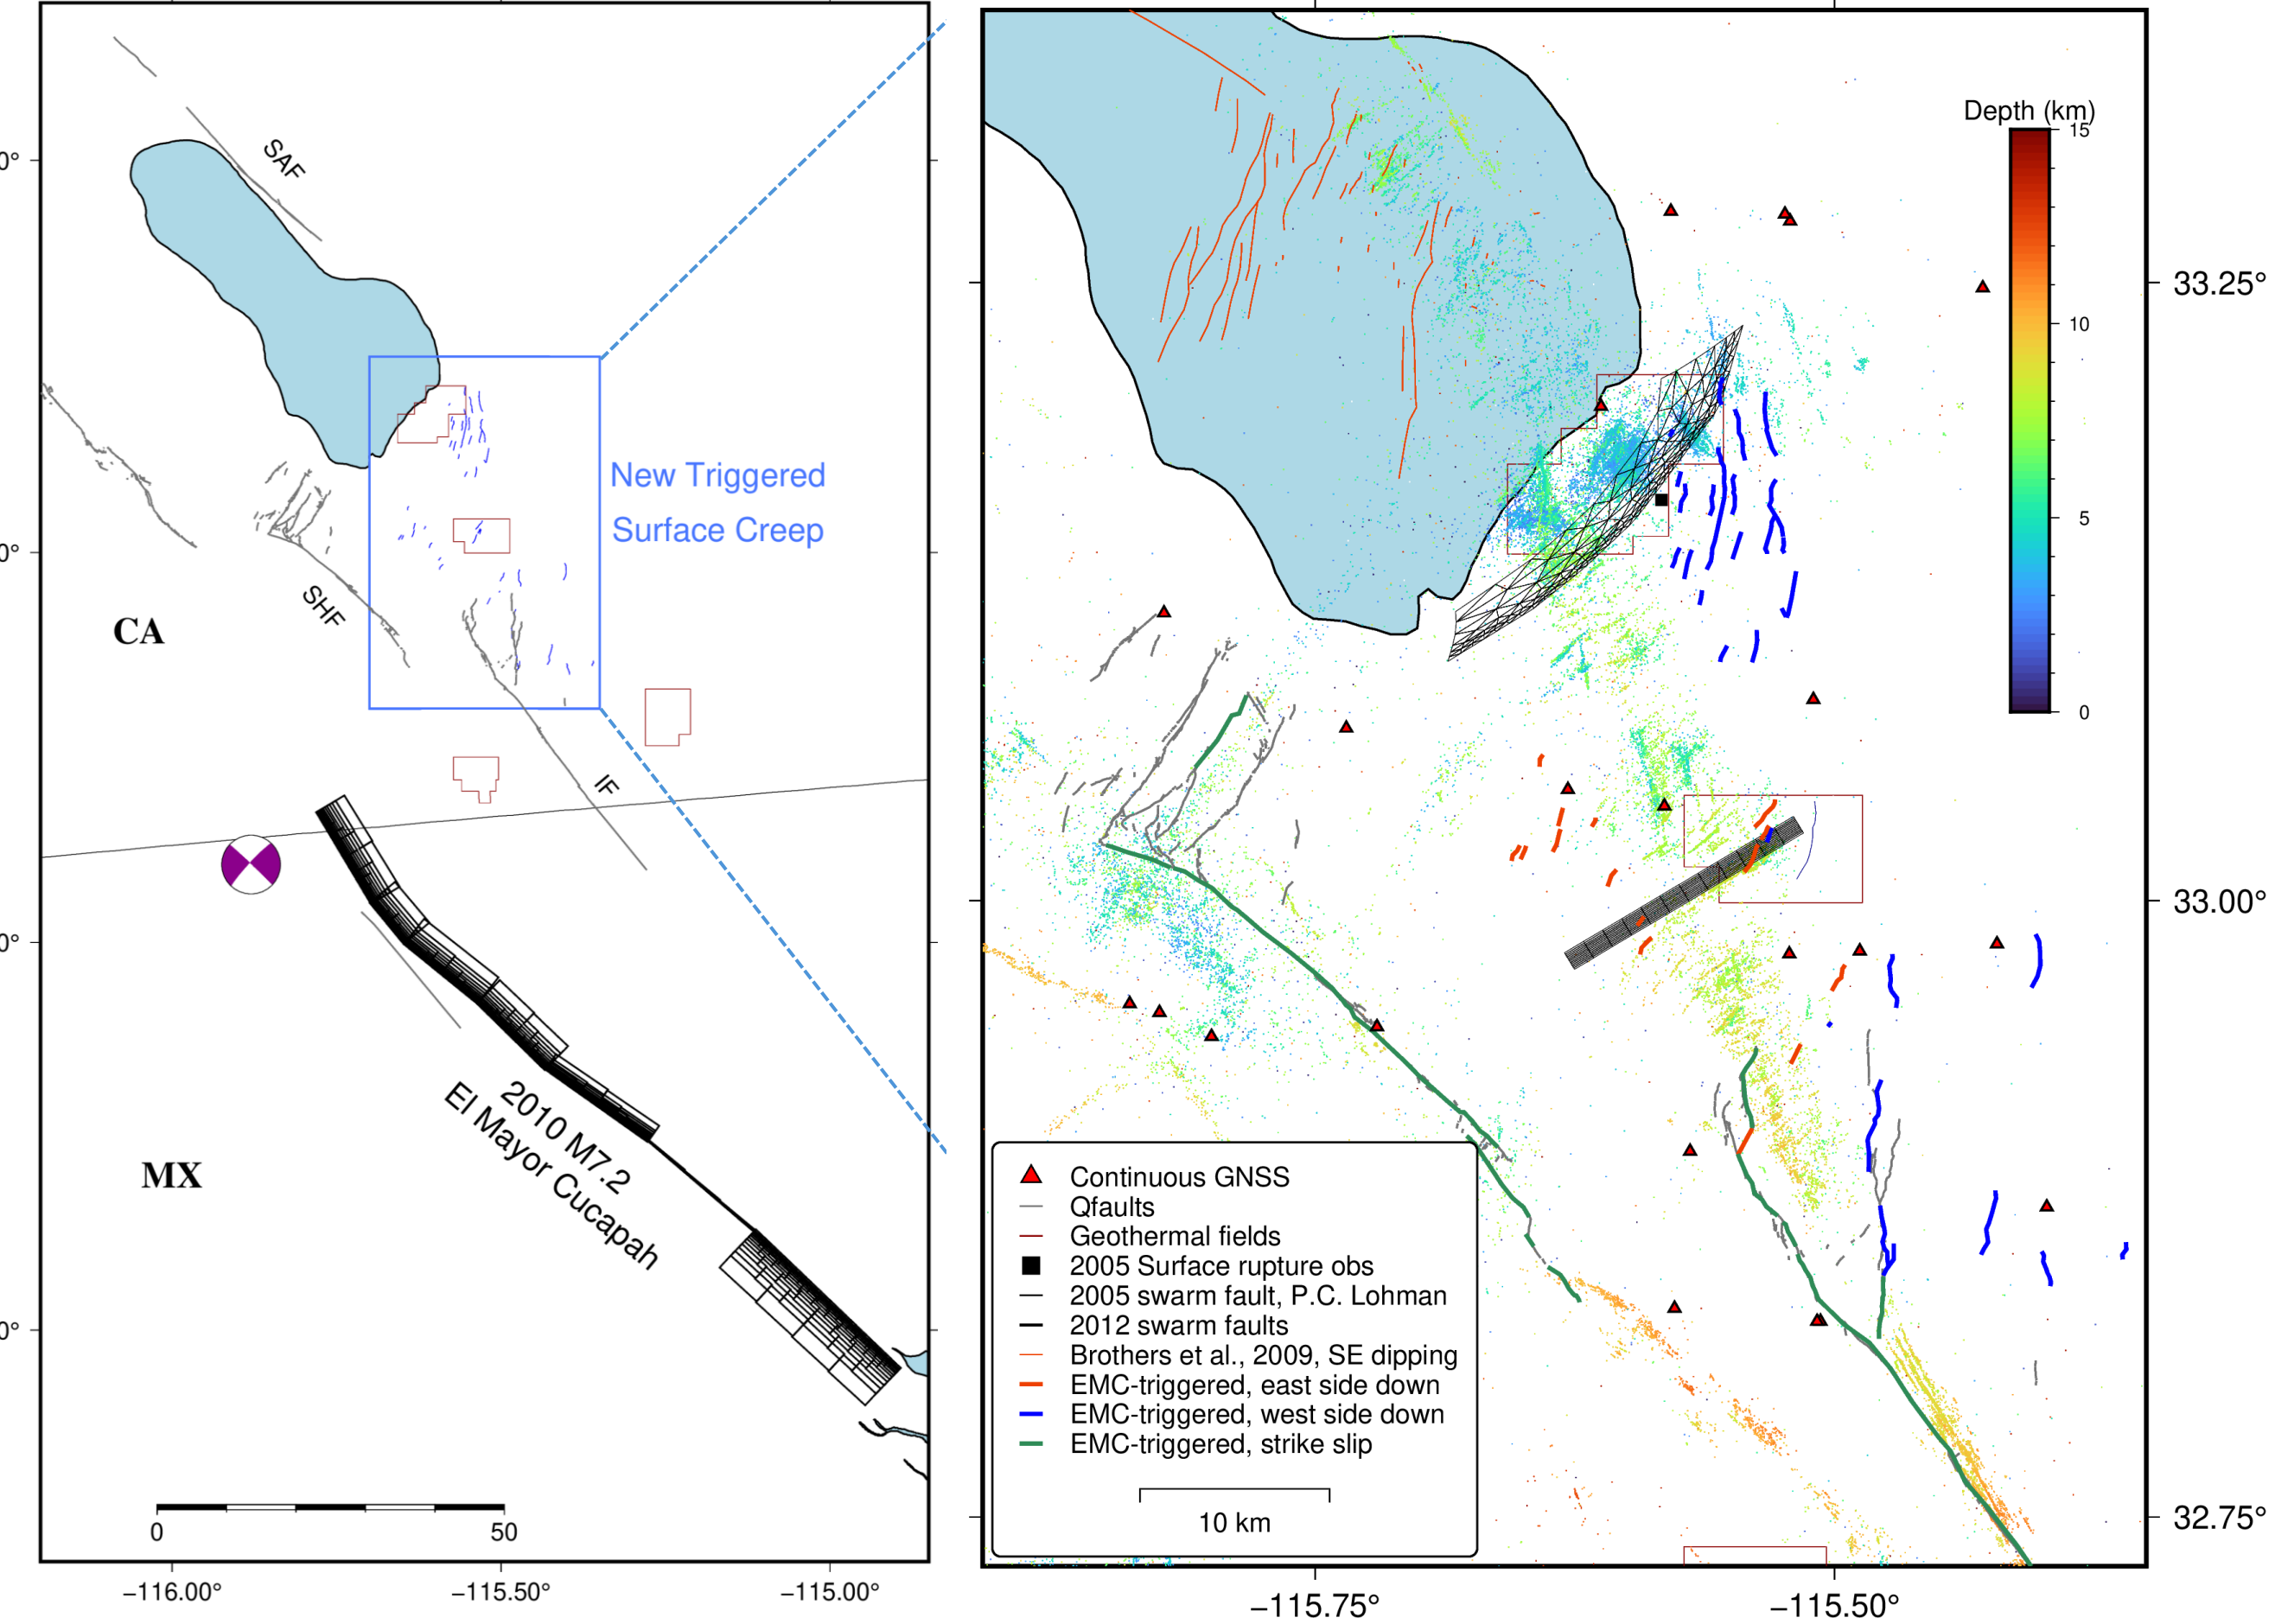 SAF
New Triggered
Surface Creep
SHF
CA
IF
2010 M7.2
El Mayor Cucapah
MX
0 50
0°
0°
0°
0°
−116.00° −115.50° −115.00°
Depth (km)
15
10
5
0
33.25°
33.00°
32.75°
Continuous GNSS
Qfaults
Geothermal fields
2005 Surface rupture obs
2005 swarm fault, P.C. Lohman
2012 swarm faults
Brothers et al., 2009, SE dipping
EMC-triggered, east side down
EMC-triggered, west side down
EMC-triggered, strike slip
10 km
−115.75° −115.50°